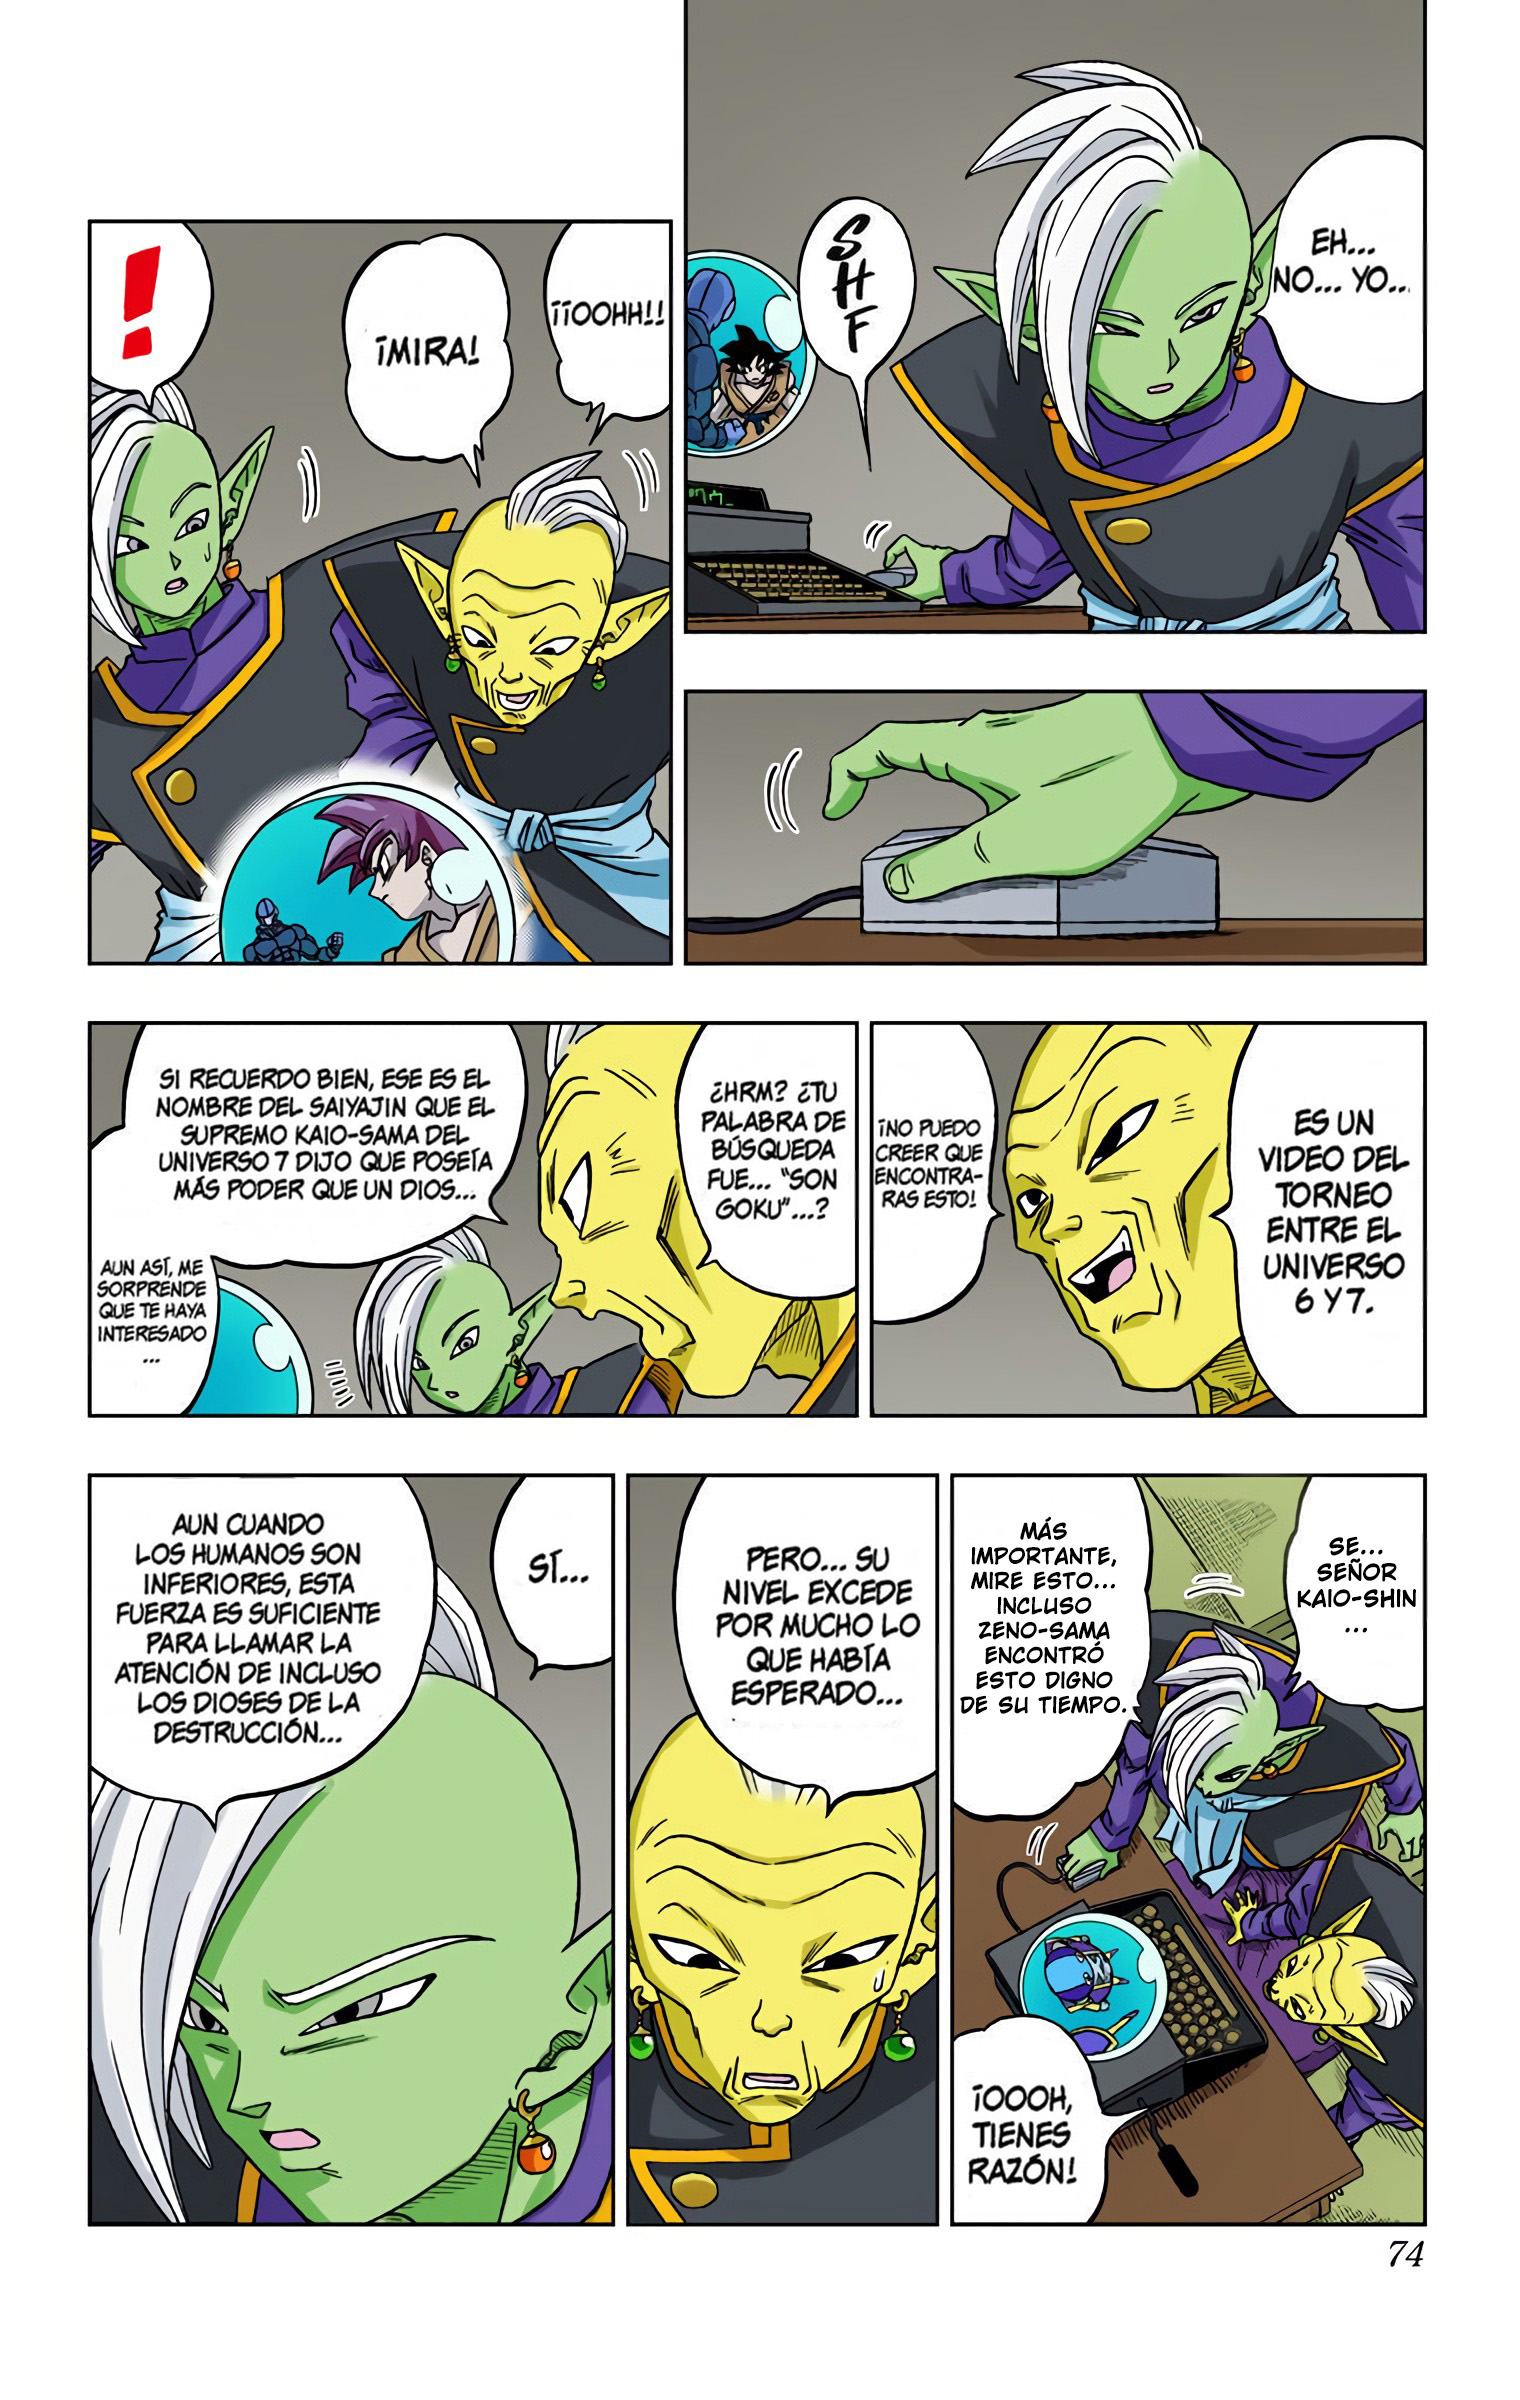 EH...
NO... YO...
SHF
¡¡OOHH!!
¡MIRA!
!
ES UN
VIDEO DEL
TORNEO
ENTRE EL
UNIVERSO
6 Y 7.
¡NO PUEDO
CREER QUE
ENCONTRA-
RAS ESTO!
¿HRM? ¿TU
PALABRA DE
BÚSQUEDA
FUE... "SON
GOKU"...?
SI RECUERDO BIEN, ESE ES EL
NOMBRE DEL SAIYAJIN QUE EL
SUPREMO KAIO-SAMA DEL
UNIVERSO 7 DIJO QUE POSEÍA
MÁS PODER QUE UN DIOS...
AUN ASÍ, ME
SORPRENDE
QUE TE HAYA
INTERESADO
...
SE...
SEÑOR
KAIO-SHIN
...
MÁS
IMPORTANTE,
MIRE ESTO...
INCLUSO
ZENO-SAMA
ENCONTRÓ
ESTO DIGNO
DE SU TIEMPO.
¡OOOH,
TIENES
RAZÓN!
PERO... SU
NIVEL EXCEDE
POR MUCHO LO
QUE HABÍA
ESPERADO...
SÍ...
AUN CUANDO
LOS HUMANOS SON
INFERIORES, ESTA
FUERZA ES SUFICIENTE
PARA LLAMAR LA
ATENCIÓN DE INCLUSO
LOS DIOSES DE LA
DESTRUCCIÓN...
74